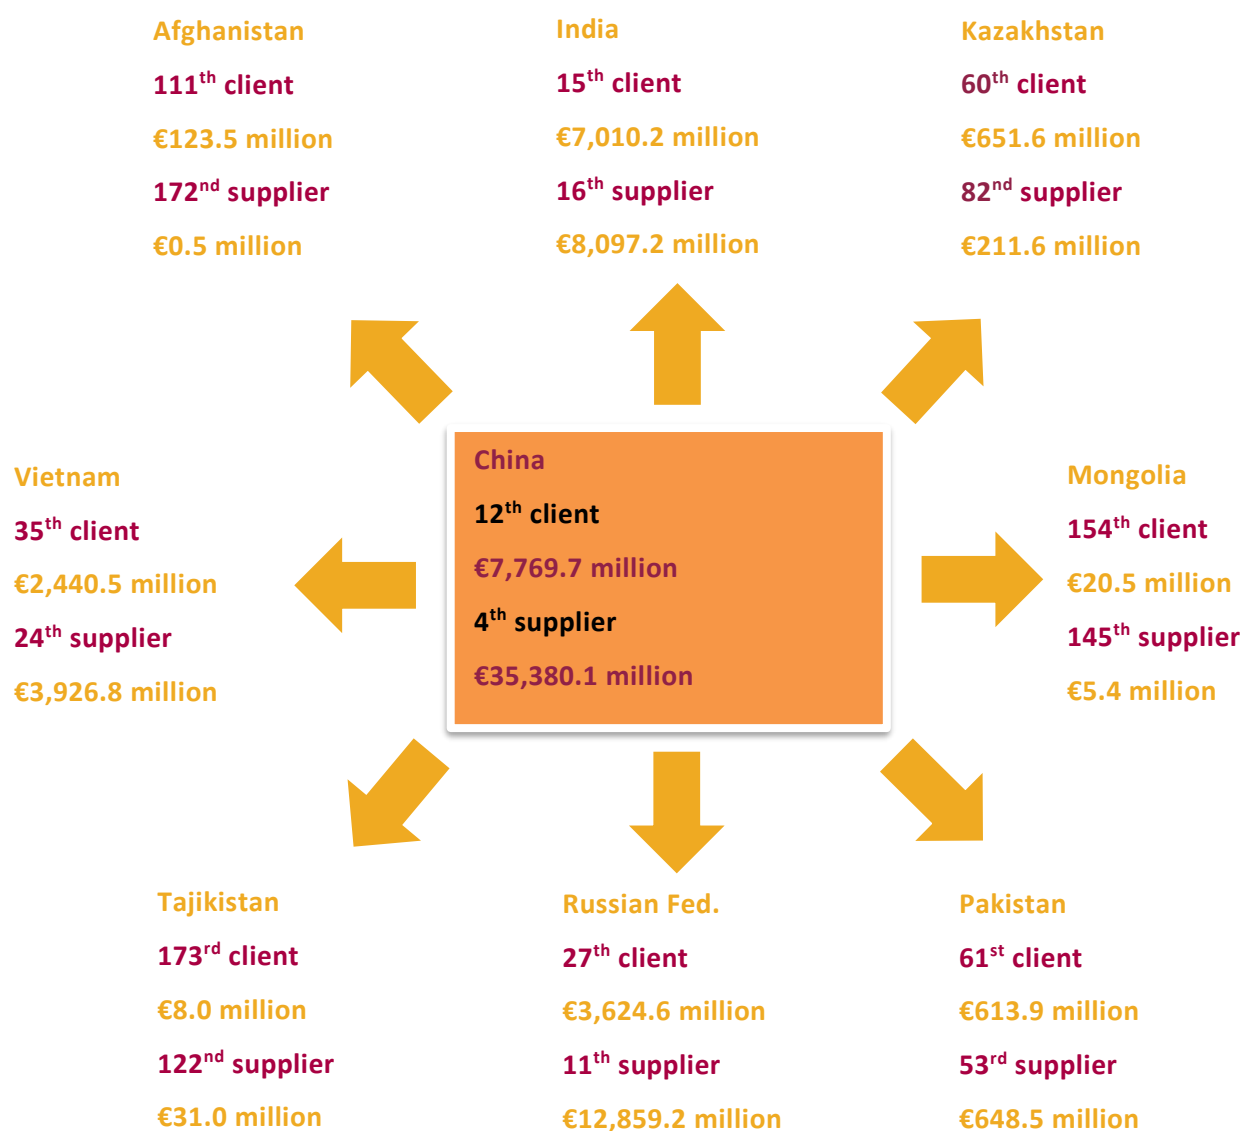 Afghanistan
111th client
€123.5 million
172nd supplier
€0.5 million
India
15th client
€7,010.2 million
16th supplier
€8,097.2 million
Kazakhstan
60th client
€651.6 million
82nd supplier
€211.6 million
Vietnam
35th client
€2,440.5 million
24th supplier
€3,926.8 million
China
12th client
€7,769.7 million
4th supplier
€35,380.1 million
Mongolia
154th client
€20.5 million
145th supplier
€5.4 million
Tajikistan
173rd client
€8.0 million
122nd supplier
€31.0 million
Russian Fed.
27th client
€3,624.6 million
11th supplier
€12,859.2 million
Pakistan
61st client
€613.9 million
53rd supplier
€648.5 million